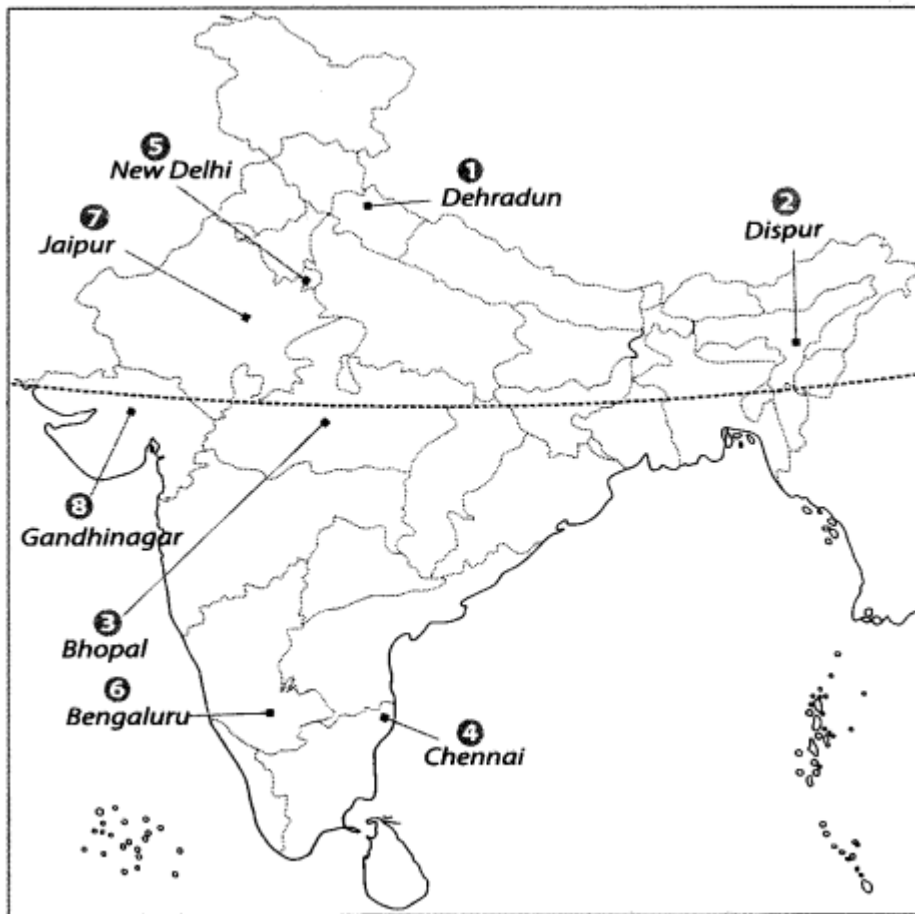 5
New Delhi
1
Dehradun
2
Dispur
7
Jaipur
8
Gandhinagar
3
Bhopal
6
Bengaluru
4
Chennai